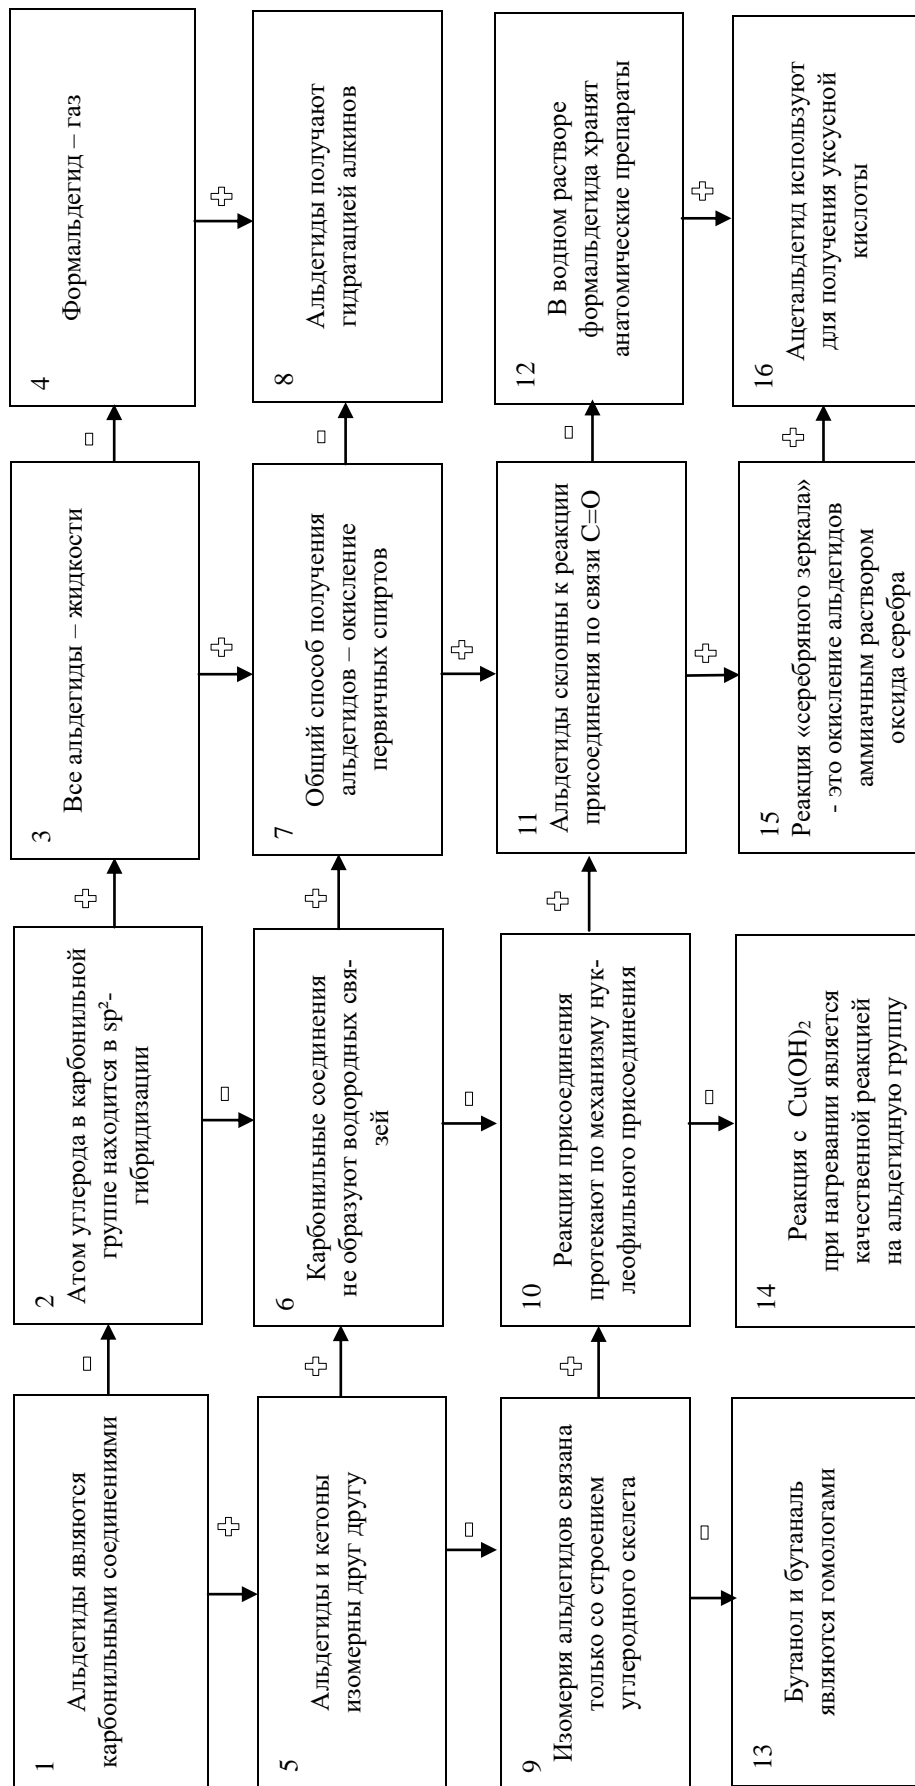 1
Альдегиды являются
карбонильными соединениями
2
Атом углерода в карбонильной
группе находится в sp²-
гибридизации
3
Все альдегиды – жидкости
4
Формальдегид – газ
5
Альдегиды и кетоны
изомерны друг другу
6
Карбонильные соединения
не образуют водородных свя-
зей
7
Общий способ получения
альдегидов – окисление
первичных спиртов
8
Альдегиды получают
гидратацией алкинов
9
Изомерия альдегидов связана
только со строением
углеродного скелета
10
Реакции присоединения
протекают по механизму нук-
леофильного присоединения
11
Альдегиды склонны к реакции
присоединения по связи С=О
12
В водном растворе
формальдегида хранят
анатомические препараты
13
Бутанол и бутаналь
являются гомологами
14
Реакция с Cu(OH)₂
при нагревании является
качественной реакцией
на альдегидную группу
15
Реакция «серебряного зеркала»
- это окисление альдегидов
аммиачным раствором
оксида серебра
16
Ацетальдегид используют
для получения уксусной
кислоты